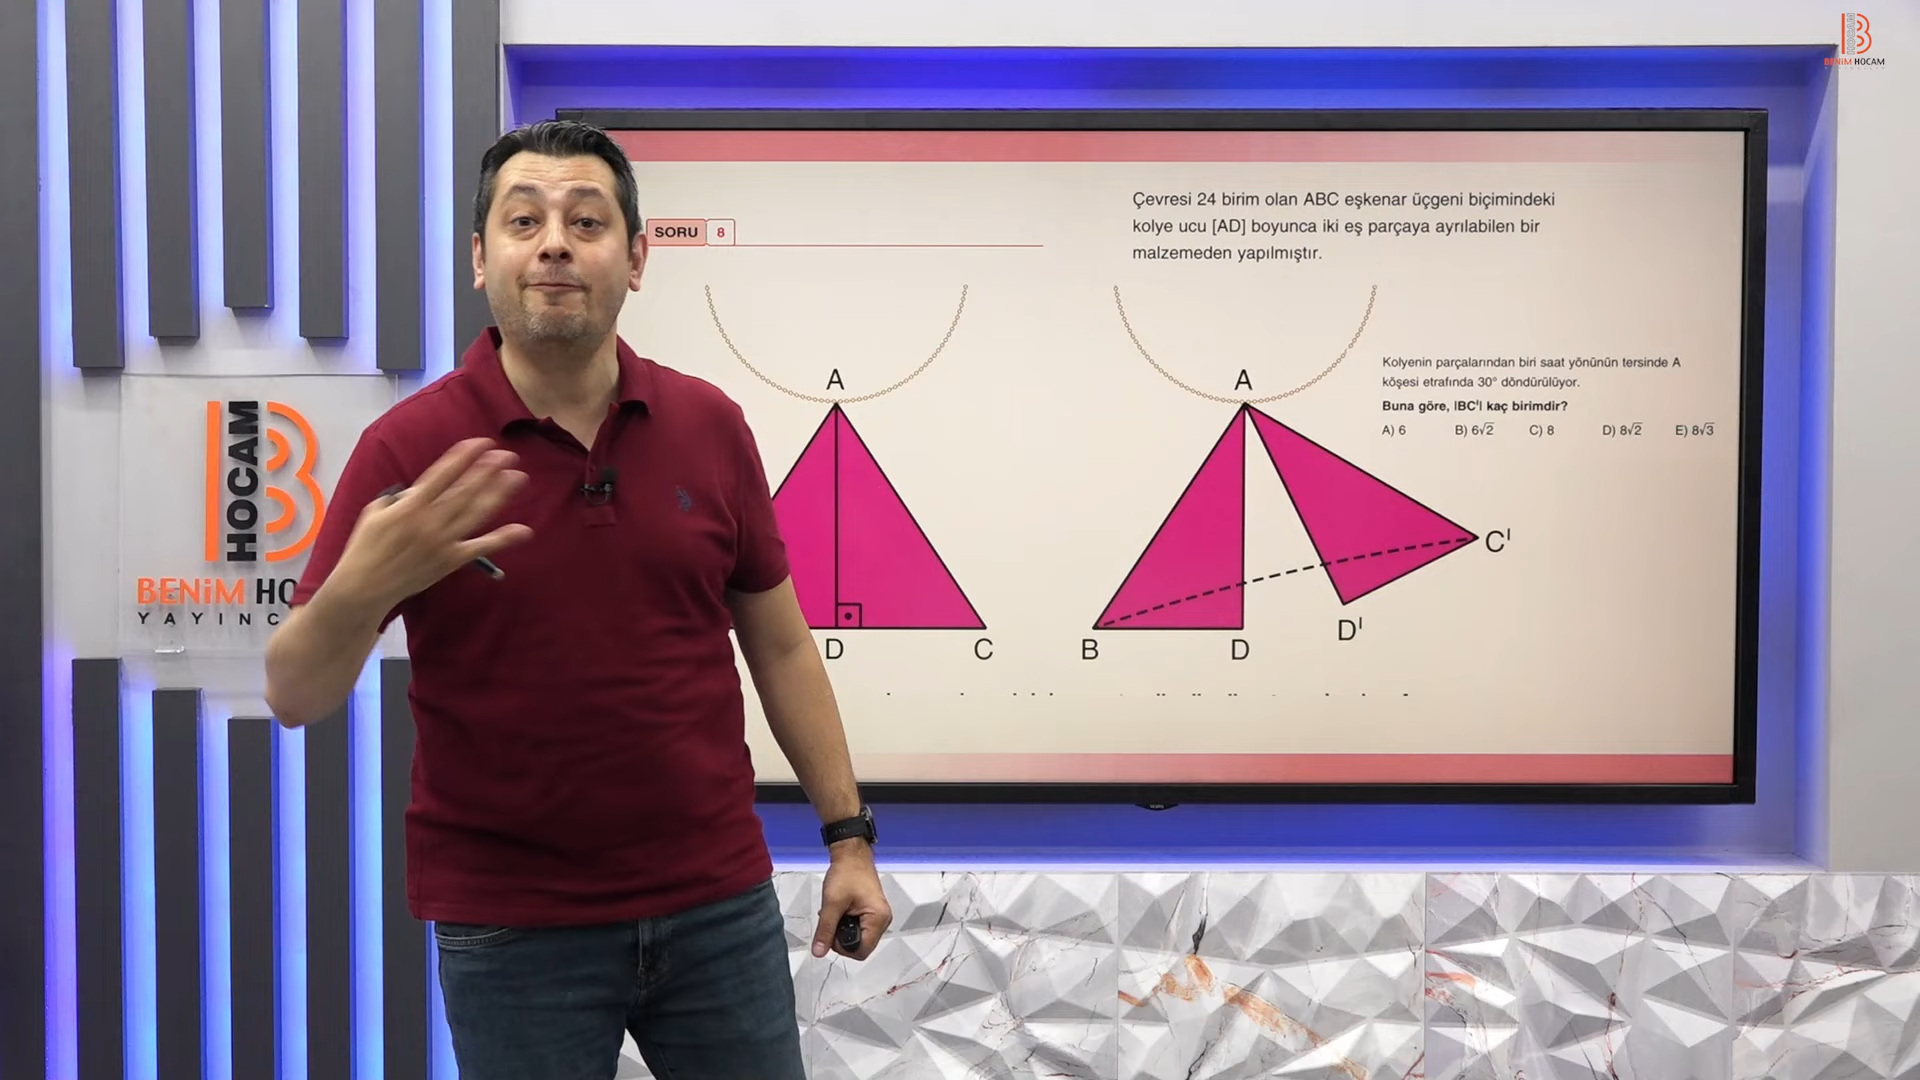 HOCAM
BENİM HOCAM
SORU 8
Çevresi 24 birim olan ABC eşkenar üçgeni biçimindeki
kolye ucu [AD] boyunca iki eş parçaya ayrılabilen bir
malzemeden yapılmıştır.
A
D
C
A
B
D
D'
C'
Kolyenin parçalarından biri saat yönünün tersinde A
köşesi etrafında 30° döndürülüyor.
Buna göre, |BC'| kaç birimdir?
A) 6 B) 6√2 C) 8 D) 8√2 E) 8√3
HOCAM
BENİM HO
YAYINC